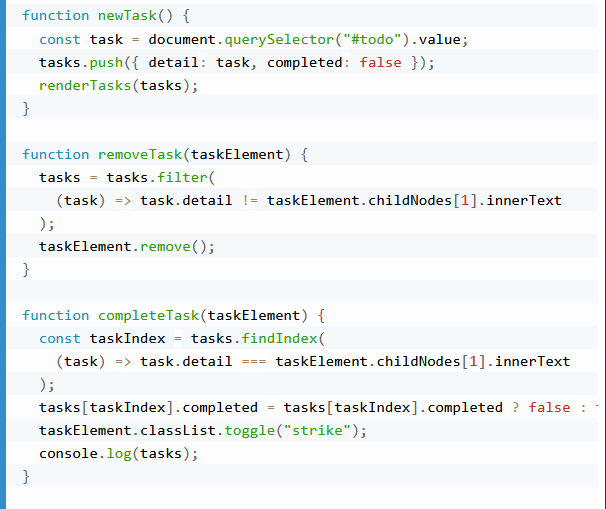 function newTask() {
  const task = document.querySelector("#todo").value;
  tasks.push({ detail: task, completed: false });
  renderTasks(tasks);
}

function removeTask(taskElement) {
  tasks = tasks.filter(
    (task) => task.detail != taskElement.childNodes[1].innerText
  );
  taskElement.remove();
}

function completeTask(taskElement) {
  const taskIndex = tasks.findIndex(
    (task) => task.detail === taskElement.childNodes[1].innerText
  );
  tasks[taskIndex].completed = tasks[taskIndex].completed ? false :
  taskElement.classList.toggle("strike");
  console.log(tasks);
}